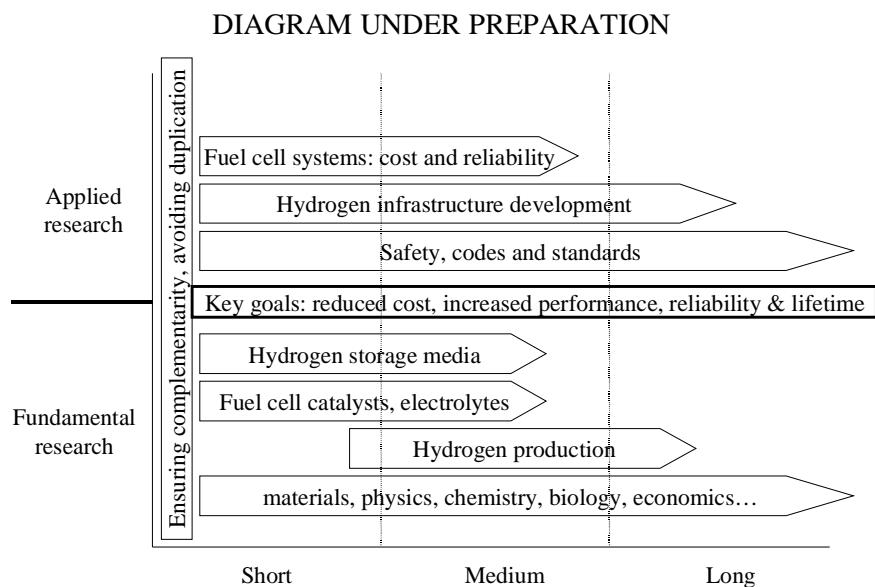 DIAGRAM UNDER PREPARATION
Ensuring complementarity, avoiding duplication
Applied
research
Fuel cell systems: cost and reliability
Hydrogen infrastructure development
Safety, codes and standards
Key goals: reduced cost, increased performance, reliability & lifetime
Fundamental
research
Hydrogen storage media
Fuel cell catalysts, electrolytes
Hydrogen production
materials, physics, chemistry, biology, economics…
Short
Medium
Long